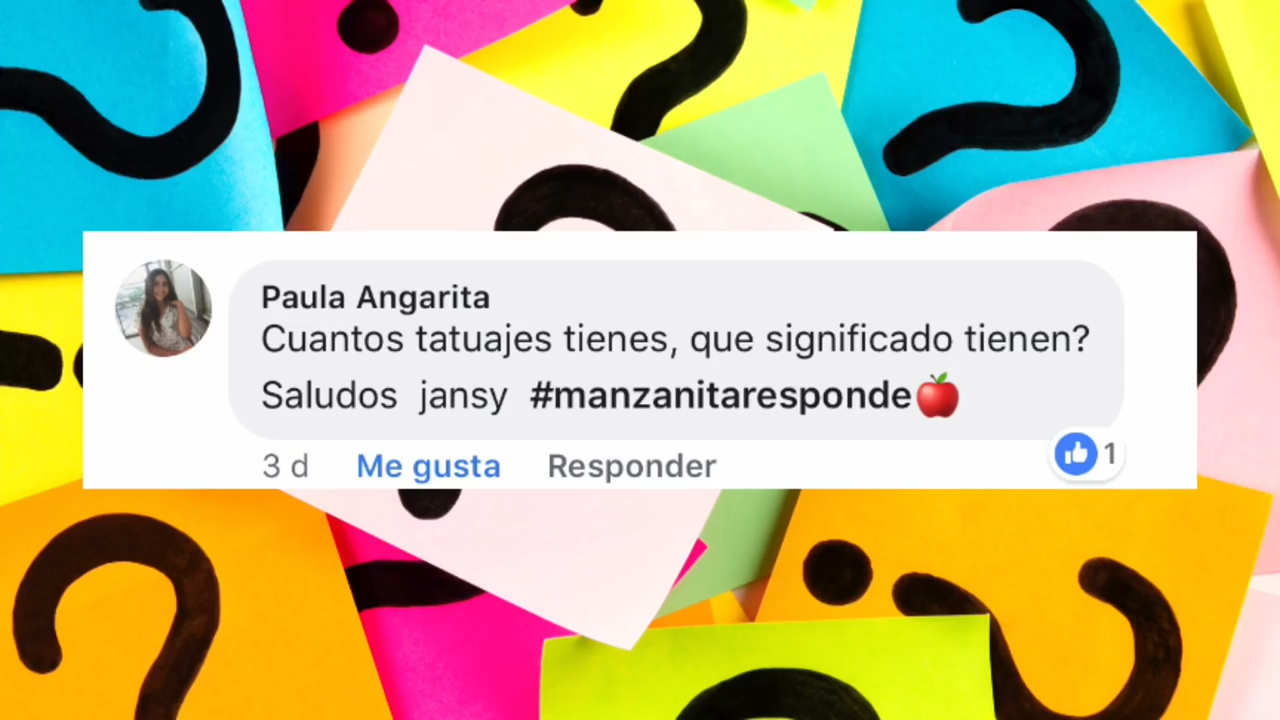 Paula Angarita
Cuantos tatuajes tienes, que significado tienen?
Saludos jansy #manzanitaresponde🍎
3 d Me gusta Responder 1